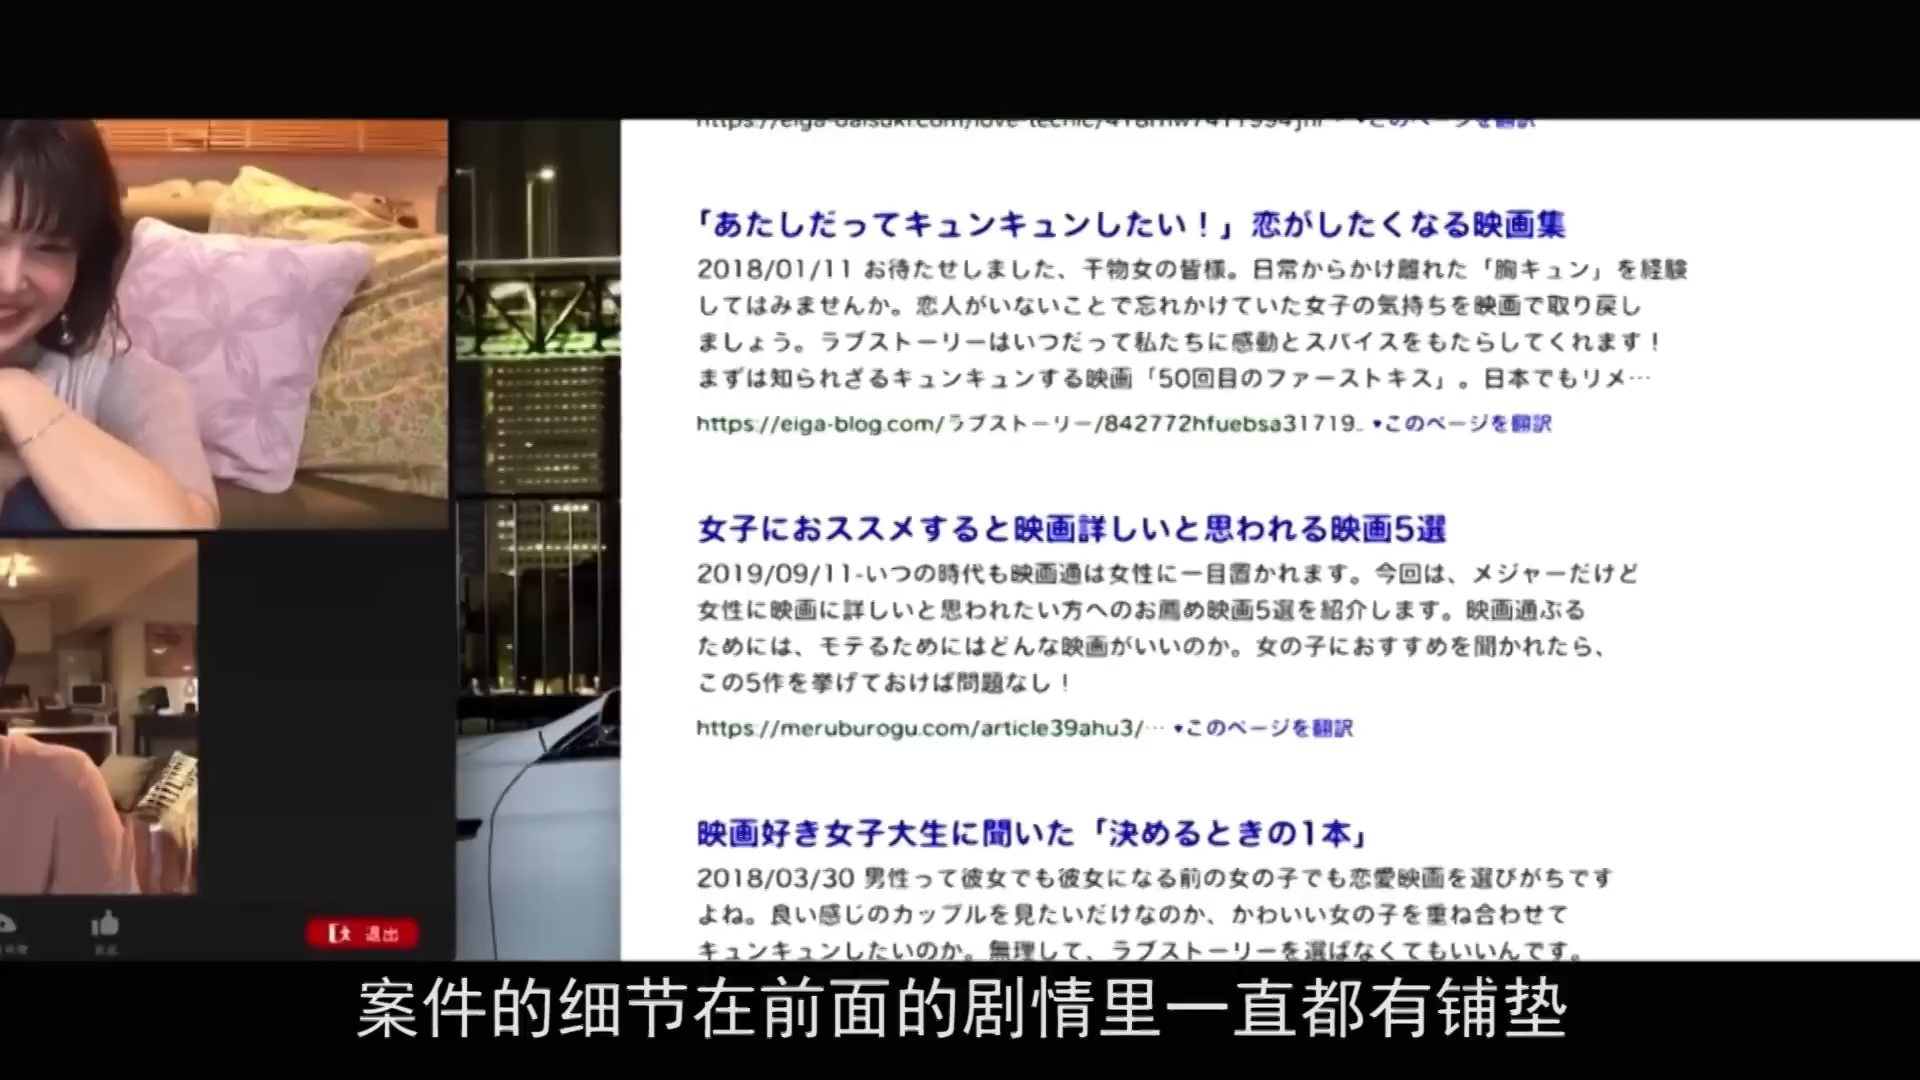 「あたしだってキュンキュンしたい！」恋がしたくなる映画集
2018/01/11 お待たせしました、干物女の皆様。日常からかけ離れた「胸キュン」を経験
してはみませんか。恋人がいないことで忘れかけていた女子の気持ちを映画で取り戻し
ましょう。ラブストーリーはいつだって私たちに感動とスパイスをもたらしてくれます！
まずは知られざるキュンキュンする映画「50回目のファーストキス」。日本でもリメ…
https://eiga-blog.com/ラブストーリー/842772hfuebsa31719.. ▾このページを翻訳
女子におススメすると映画詳しいと思われる映画5選
2019/09/11-いつの時代も映画通は女性に一目置かれます。今回は、メジャーだけど
女性に映画に詳しいと思われたい方へのお薦め映画5選を紹介します。映画通ぶる
ためには、モテるためにはどんな映画がいいのか。女の子におすすめを聞かれたら、
この5作を挙げておけば問題なし！
https://meruburogu.com/article39ahu3/… ▾このページを翻訳
映画好き女子大生に聞いた「決めるときの1本」
2018/03/30 男性って彼女でも彼女になる前の女の子でも恋愛映画を選びがちです
よね。良い感じのカップルを見たいだけなのか、かわいい女の子を重ね合わせて
キュンキュンしたいのか。無理して、ラブストーリーを選ばなくてもいいんです。
退出
案件的细节在前面的剧情里一直都有铺垫